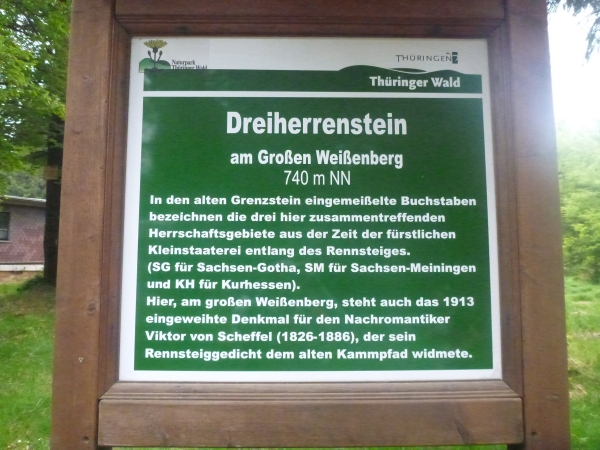 Naturpark
Thüringer Wald
THÜRINGEN
Thüringer Wald
Dreiherrenstein
am Großen Weißenberg
740 m NN
In den alten Grenzstein eingemeißelte Buchstaben
bezeichnen die drei hier zusammentreffenden
Herrschaftsgebiete aus der Zeit der fürstlichen
Kleinstaaterei entlang des Rennsteiges.
(SG für Sachsen-Gotha, SM für Sachsen-Meiningen
und KH für Kurhessen).
Hier, am großen Weißenberg, steht auch das 1913
eingeweihte Denkmal für den Nachromantiker
Viktor von Scheffel (1826-1886), der sein
Rennsteiggedicht dem alten Kammpfad widmete.